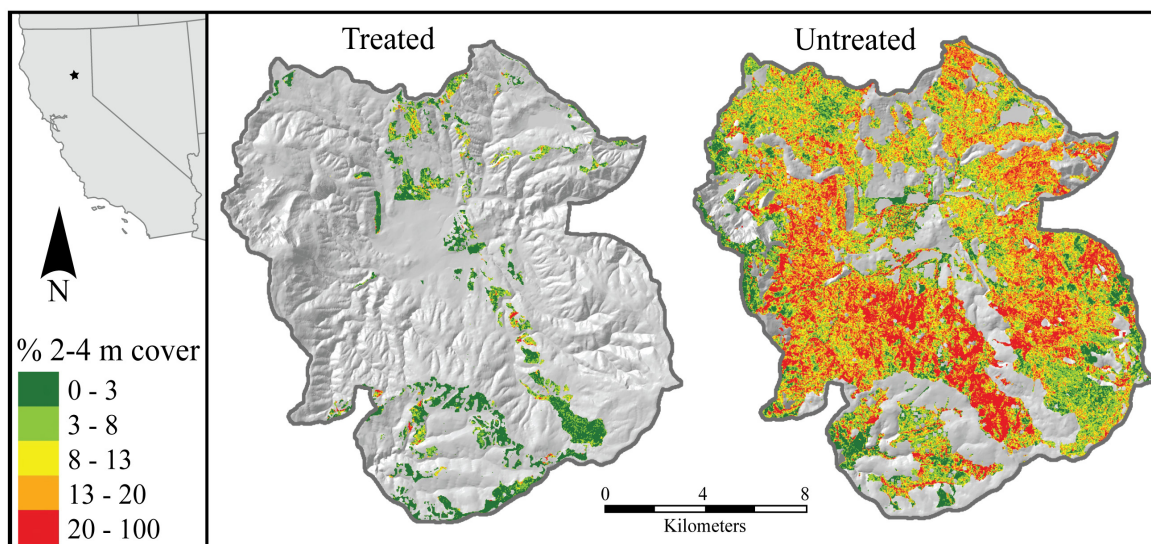 N
% 2-4 m cover
0 - 3
3 - 8
8 - 13
13 - 20
20 - 100
Treated
Untreated
0 4 8
Kilometers